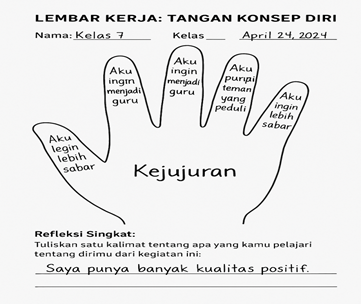 LEMBAR KERJA: TANGAN KONSEP DIRI
Nama: Kelas 7 Kelas April 24, 2024
Aku
legin
lebih
sabar
Aku
ingin
menjadi
guru
Aku
ingin
menjadi
guru
Aku
punpi
teman
yang
peduli
Aku
ingin
lebih
sabar
Kejujuran
Refleksi Singkat:
Tuliskan satu kalimat tentang apa yang kamu pelajari
tentang dirimu dari kegiatan ini:
Saya punya banyak kualitas positif.